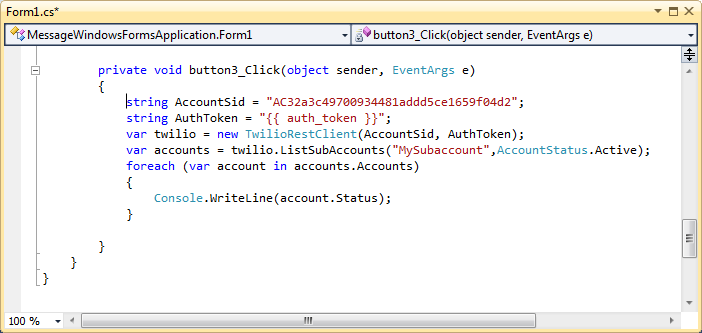 Form1.cs*
MessageWindowsFormsApplication.Form1
button3_Click(object sender, EventArgs e)
private void button3_Click(object sender, EventArgs e)
{
string AccountSid = "AC32a3c49700934481addd5ce1659f04d2";
string AuthToken = "{{ auth_token }}";
var twilio = new TwilioRestClient(AccountSid, AuthToken);
var accounts = twilio.ListSubAccounts("MySubaccount",AccountStatus.Active);
foreach (var account in accounts.Accounts)
{
Console.WriteLine(account.Status);
}
}
}
}
100 %